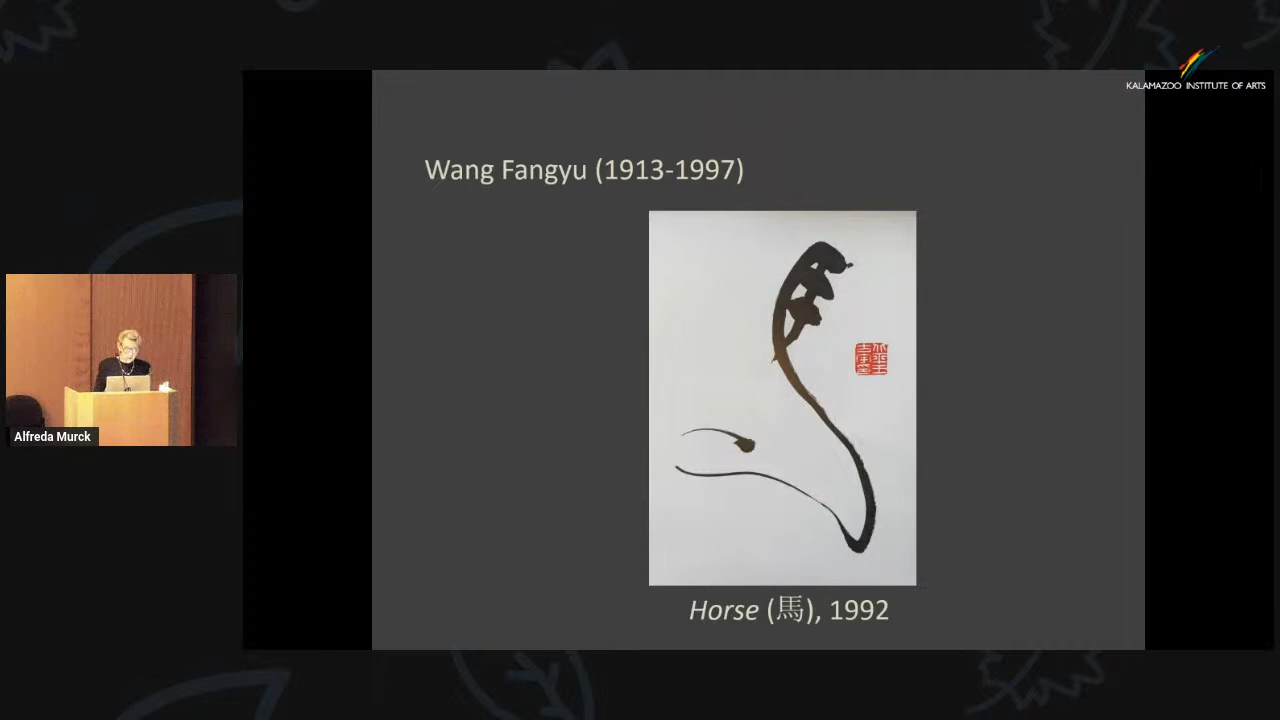 KALAMAZOO INSTITUTE OF ARTS
Wang Fangyu (1913-1997)
Alfreda Murck
Horse (馬), 1992